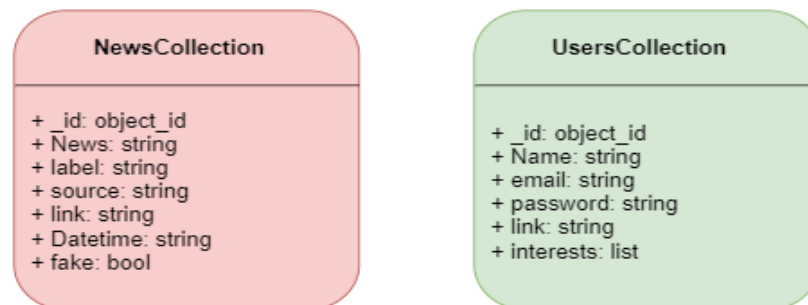 NewsCollection
+ _id: object_id
+ News: string
+ label: string
+ source: string
+ link: string
+ Datetime: string
+ fake: bool
UsersCollection
+ _id: object_id
+ Name: string
+ email: string
+ password: string
+ link: string
+ interests: list